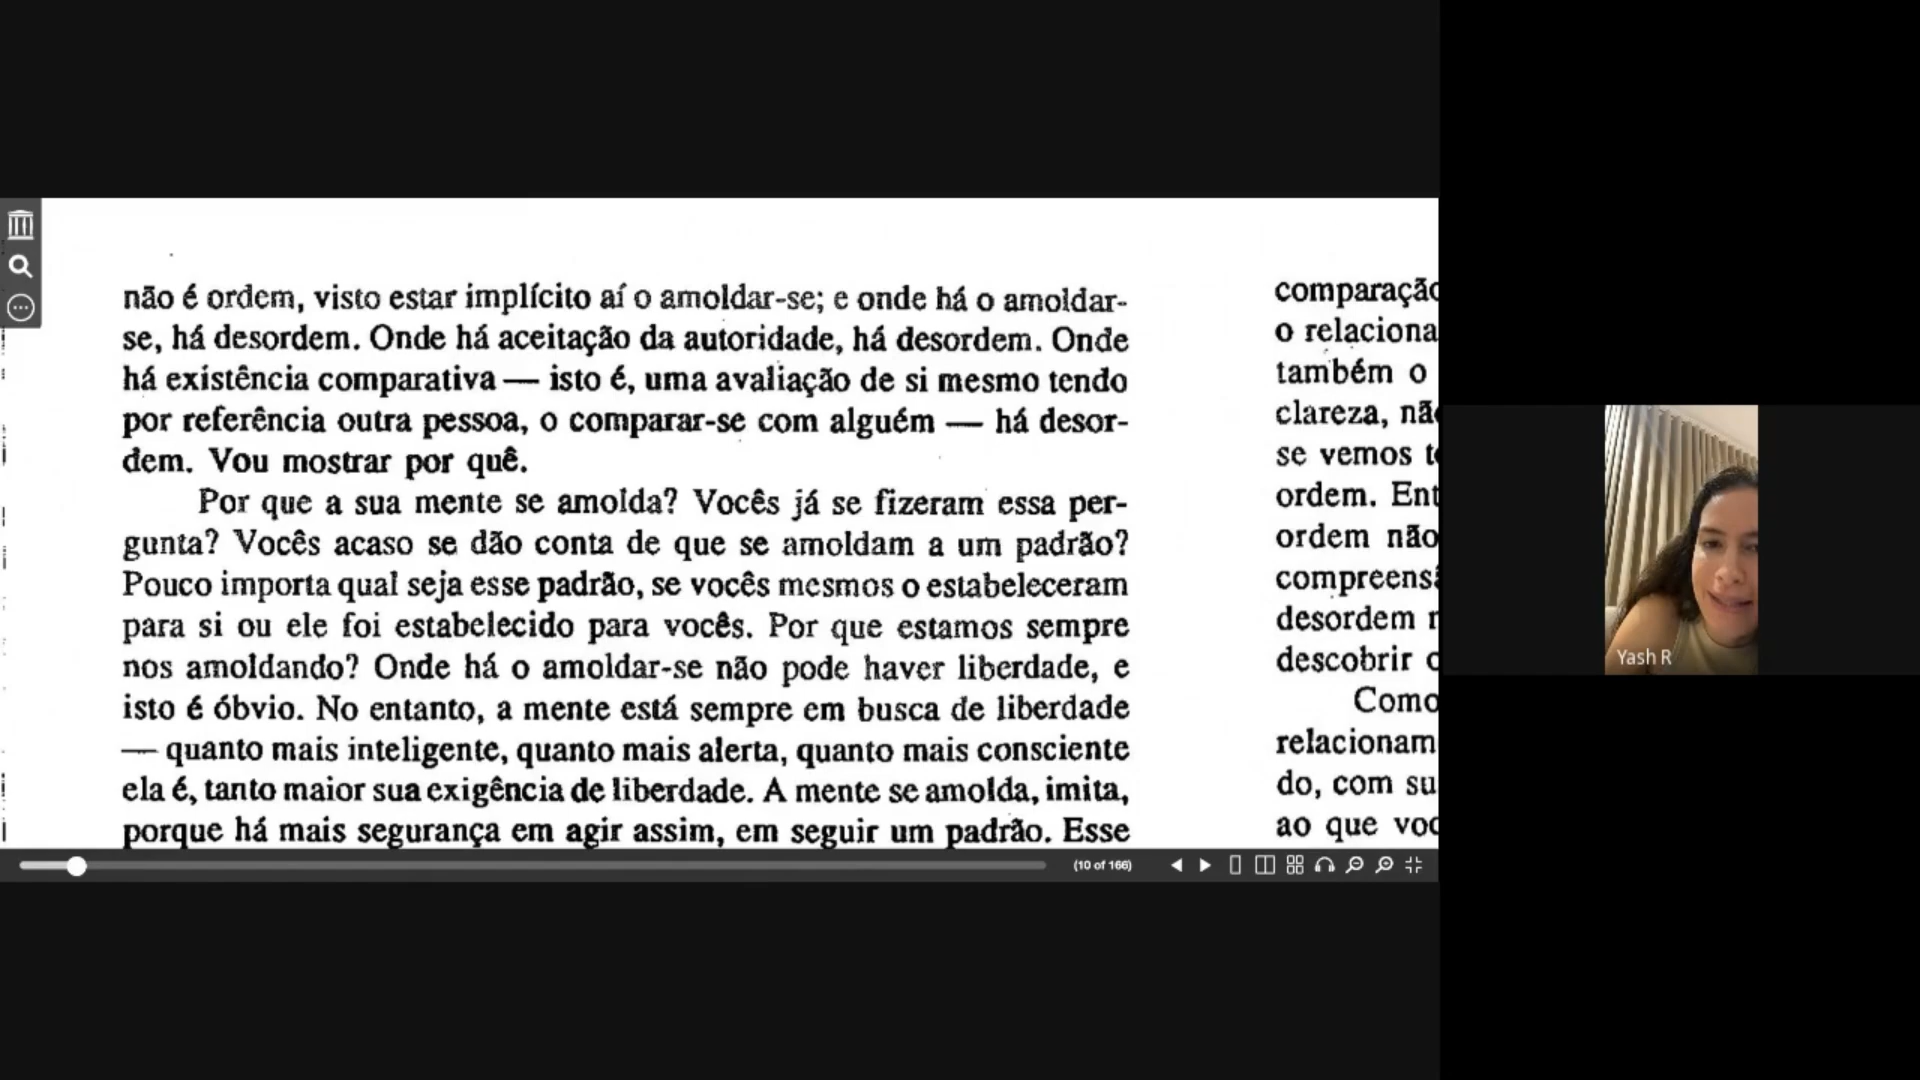 não é ordem, visto estar implícito aí o amoldar-se; e onde há o amoldar-
se, há desordem. Onde há aceitação da autoridade, há desordem. Onde
há existência comparativa — isto é, uma avaliação de si mesmo tendo
por referência outra pessoa, o comparar-se com alguém — há desor-
dem. Vou mostrar por quê.
Por que a sua mente se amolda? Vocês já se fizeram essa per-
gunta? Vocês acaso se dão conta de que se amoldam a um padrão?
Pouco importa qual seja esse padrão, se vocês mesmos o estabeleceram
para si ou ele foi estabelecido para vocês. Por que estamos sempre
nos amoldando? Onde há o amoldar-se não pode haver liberdade, e
isto é óbvio. No entanto, a mente está sempre em busca de liberdade
— quanto mais inteligente, quanto mais alerta, quanto mais consciente
ela é, tanto maior sua exigência de liberdade. A mente se amolda, imita,
porque há mais segurança em agir assim, em seguir um padrão. Esse
comparação
o relaciona
também o
clareza, nã
se vemos t
ordem. Ent
ordem não
compreens
desordem
descobrir
Como
relacionam
do, com su
ao que voc
(10 of 166)
Yash R